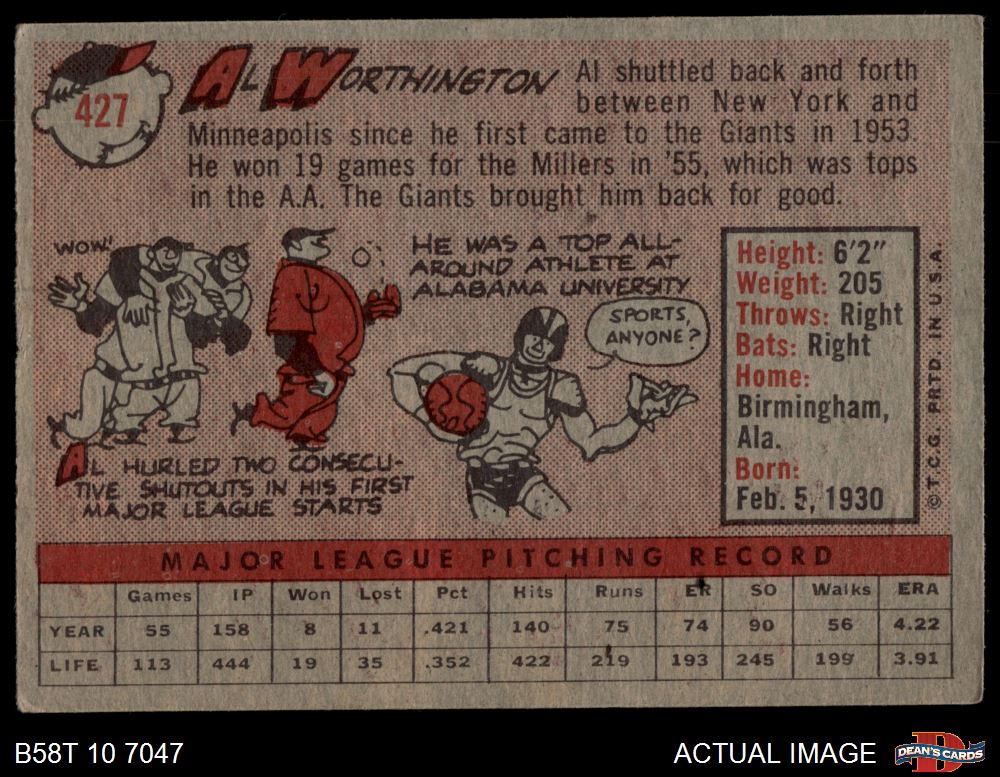 427
AL WORTHINGTON
Al shuttled back and forth
between New York and
Minneapolis since he first came to the Giants in 1953.
He won 19 games for the Millers in '55, which was tops
in the A.A. The Giants brought him back for good.
WOW!
AL HURLED TWO CONSECU-
TIVE SHUTOUTS IN HIS FIRST
MAJOR LEAGUE STARTS
HE WAS A TOP ALL-
AROUND ATHLETE AT
ALABAMA UNIVERSITY
SPORTS,
ANYONE?
Height: 6'2"
Weight: 205
Throws: Right
Bats: Right
Home:
Birmingham,
Ala.
Born:
Feb. 5, 1930
©T.C.G. PRTD. IN U.S.A.
MAJOR LEAGUE PITCHING RECORD
Games IP Won Lost Pct Hits Runs ER SO Walks ERA
YEAR 55 158 8 11 .421 140 75 74 90 56 4.22
LIFE 113 444 19 35 .352 422 219 193 245 199 3.91
B58T 10 7047
ACTUAL IMAGE
DEAN'S CARDS